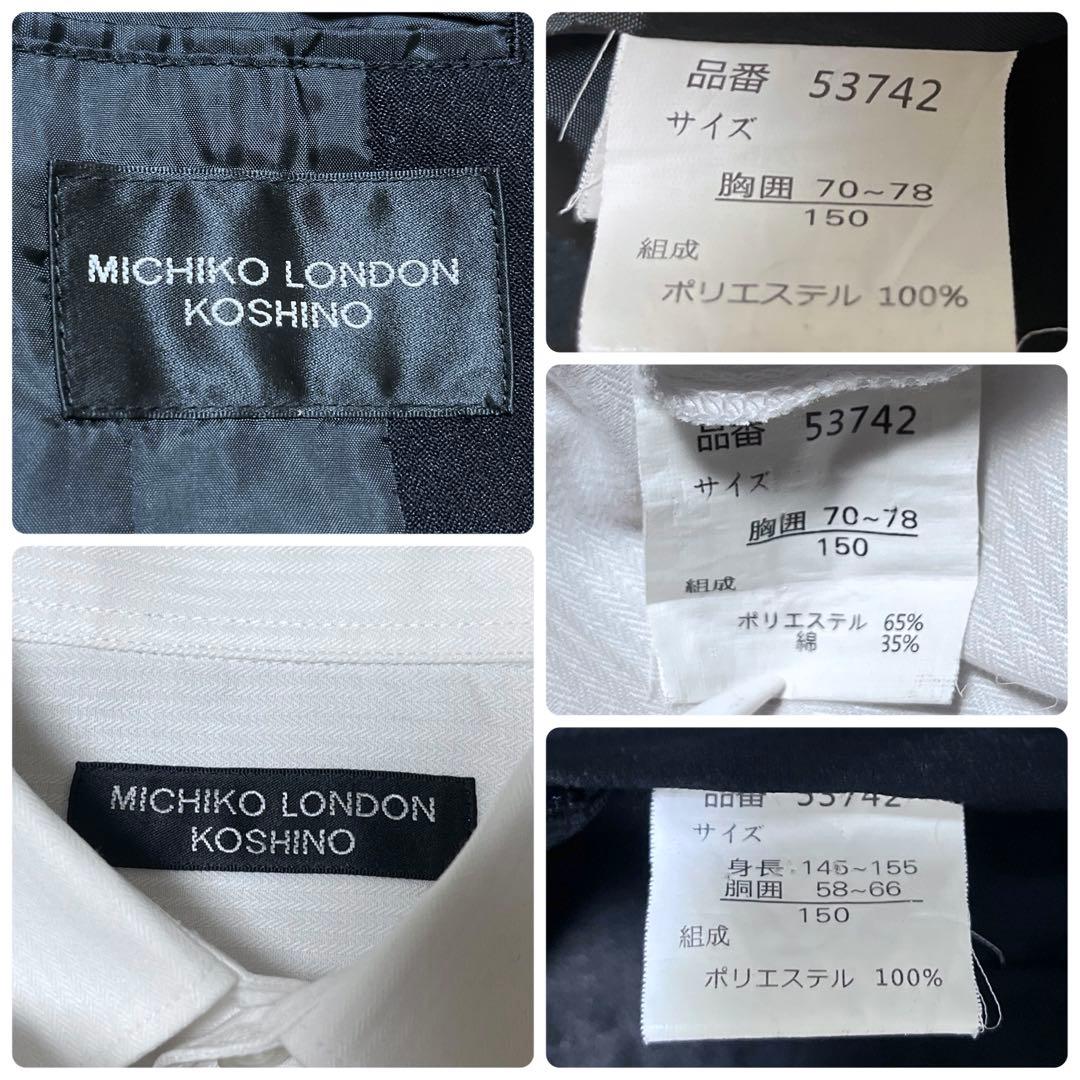 MICHIKO LONDON
KOSHINO
品番 53742
サイズ
胸囲 70~78
150
組成
ポリエステル 100%
品番 53742
サイズ
胸囲 70~78
150
組成
ポリエステル 65%
綿 35%
MICHIKO LONDON
KOSHINO
品番 53742
サイズ
身長 145~155
胴囲 58~66
150
組成
ポリエステル 100%